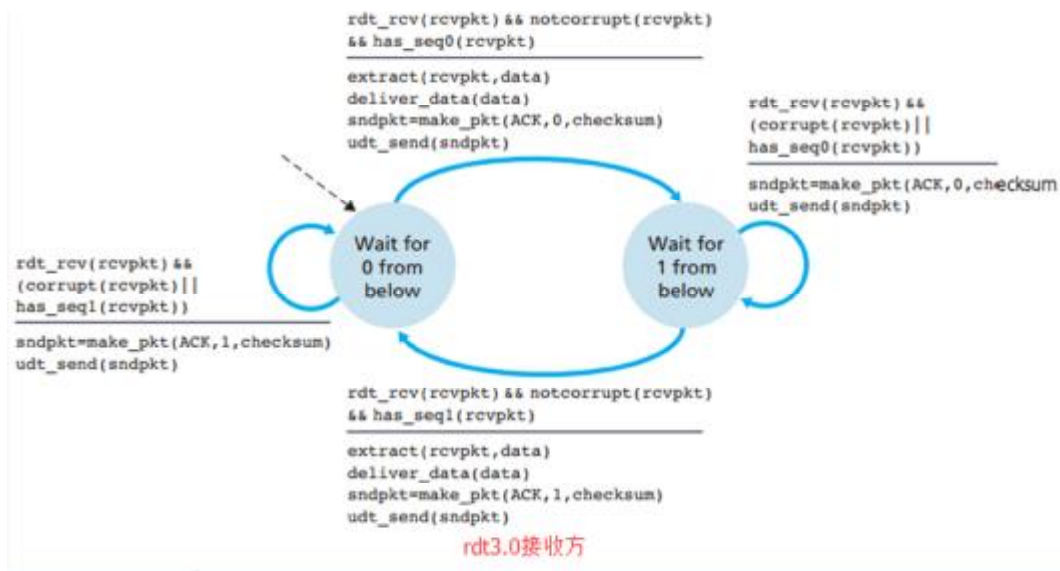 rdt_rcv(rcvpkt) && notcorrupt(rcvpkt)
&& has_seq0(rcvpkt)
extract(rcvpkt,data)
deliver_data(data)
sndpkt=make_pkt(ACK,0,checksum)
udt_send(sndpkt)
rdt_rcv(rcvpkt) &&
(corrupt(rcvpkt)||
has_seq0(rcvpkt))
sndpkt=make_pkt(ACK,0,checksum
udt_send(sndpkt)
Wait for
0 from
below
Wait for
1 from
below
rdt_rcv(rcvpkt) &&
(corrupt(rcvpkt)||
has_seq1(rcvpkt))
sndpkt=make_pkt(ACK,1,checksum)
udt_send(sndpkt)
rdt_rcv(rcvpkt) && notcorrupt(rcvpkt)
&& has_seq1(rcvpkt)
extract(rcvpkt,data)
deliver_data(data)
sndpkt=make_pkt(ACK,1,checksum)
udt_send(sndpkt)
rdt3.0接收方